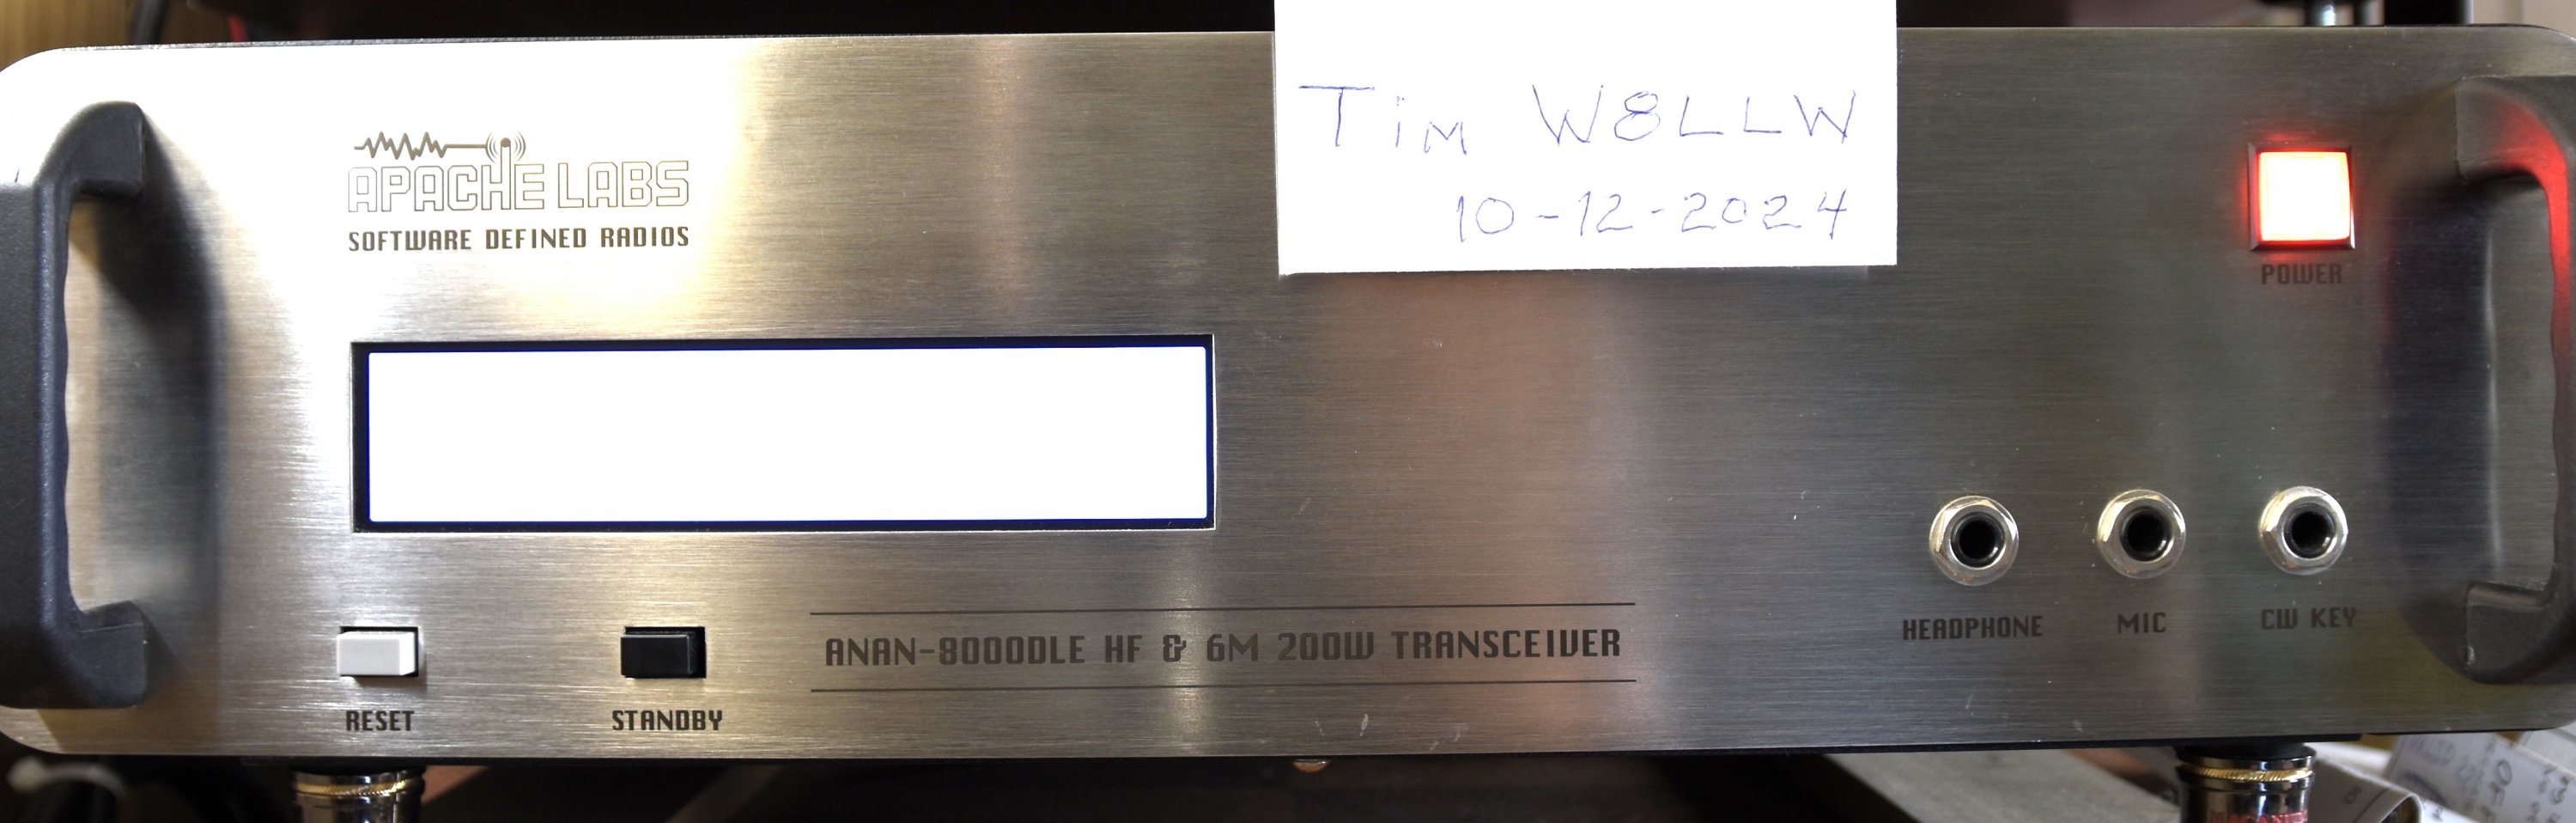 Tim W8LLW
10-12-2024
APACHE LABS
SOFTWARE DEFINED RADIOS
POWER
ANAN-8000DLE HF & 6M 200W TRANSCEIVER
HEADPHONE
MIC
CW KEY
RESET
STANDBY